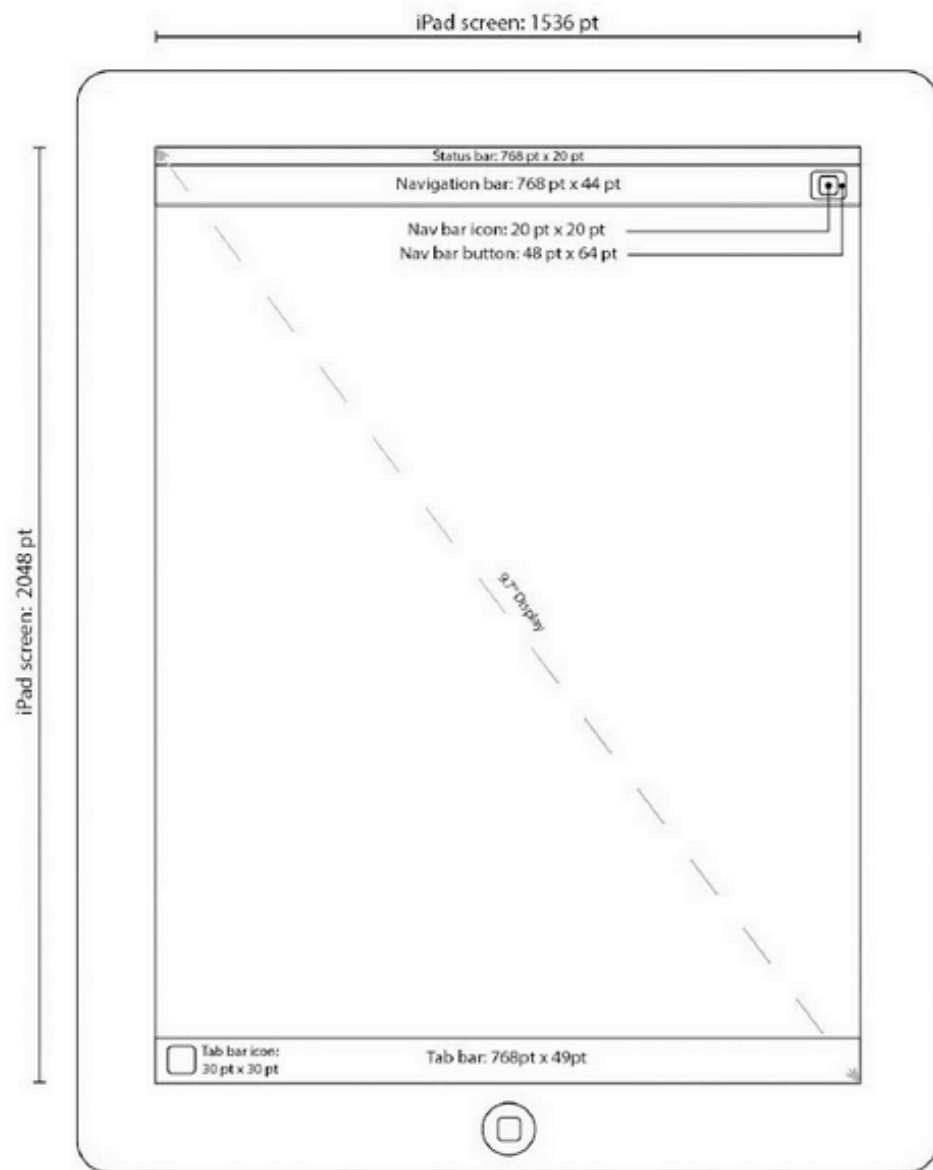 iPad screen: 1536 pt
Status bar: 768 pt x 20 pt
Navigation bar: 768 pt x 44 pt
Nav bar icon: 20 pt x 20 pt
Nav bar button: 48 pt x 64 pt
iPad screen: 2048 pt
9.7" Display
Tab bar icon:
30 pt x 30 pt
Tab bar: 768pt x 49pt